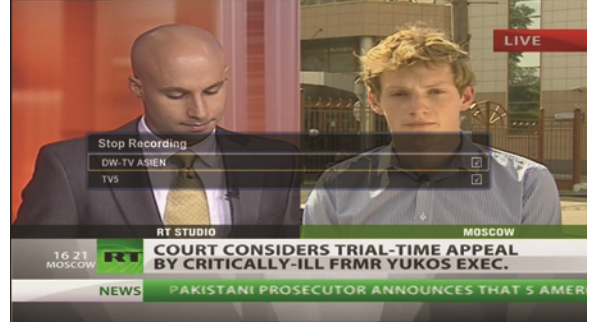 LIVE
Stop Recording
DW-TV ASIEN
TV5
RT STUDIO
MOSCOW
16 21
MOSCOW
RT
COURT CONSIDERS TRIAL-TIME APPEAL
BY CRITICALLY-ILL FRMR YUKOS EXEC.
NEWS
PAKISTANI PROSECUTOR ANNOUNCES THAT 5 AMERI